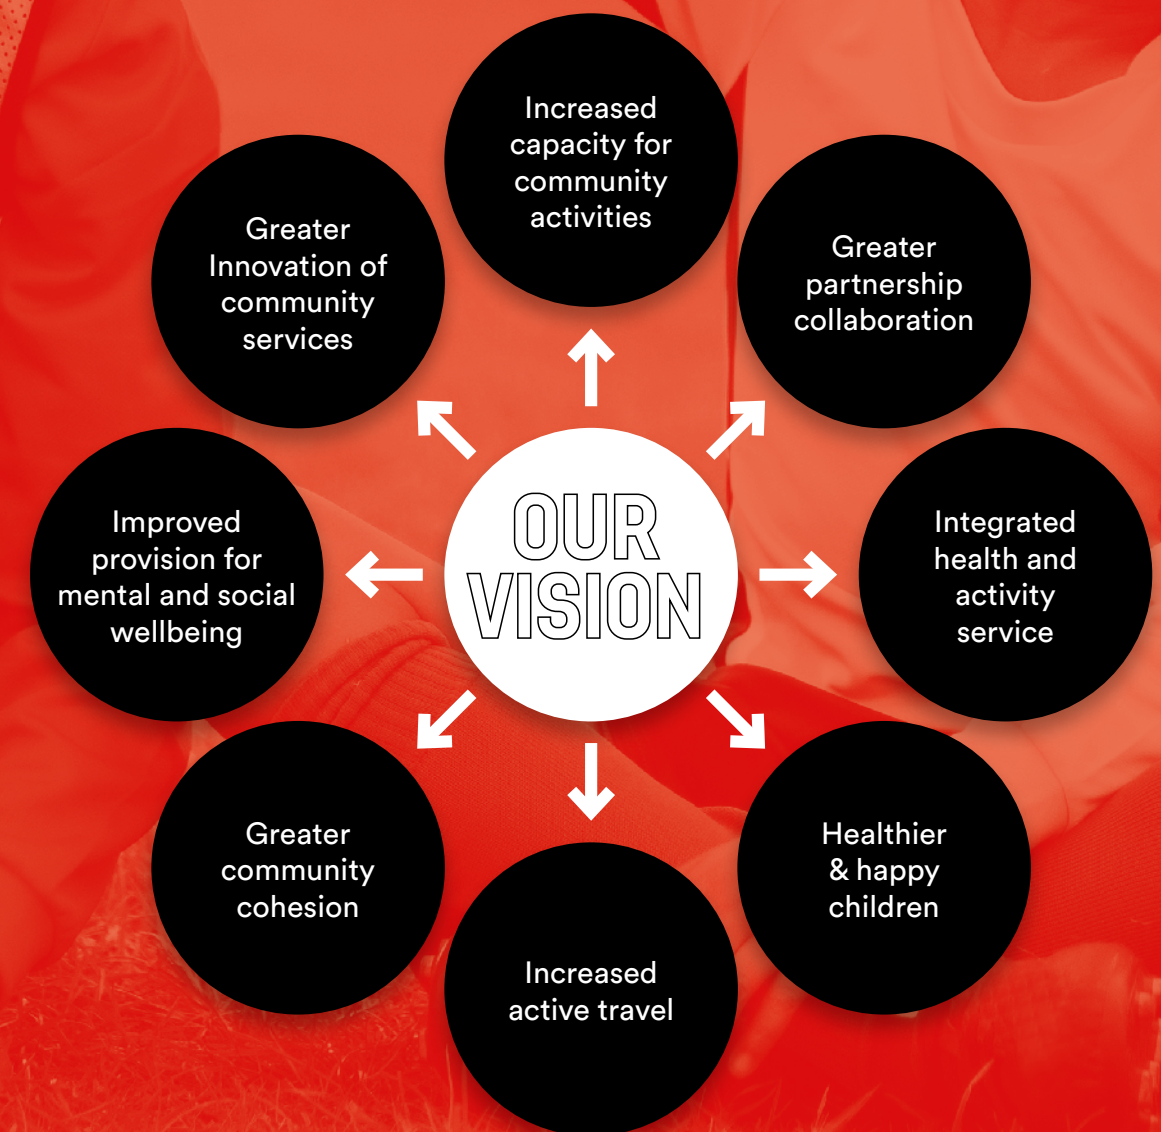 Increased
capacity for
community
activities
Greater
partnership
collaboration
Integrated
health and
activity
service
Healthier
& happy
children
Increased
active travel
Greater
community
cohesion
Improved
provision for
mental and social
wellbeing
Greater
Innovation of
community
services
OUR
VISION